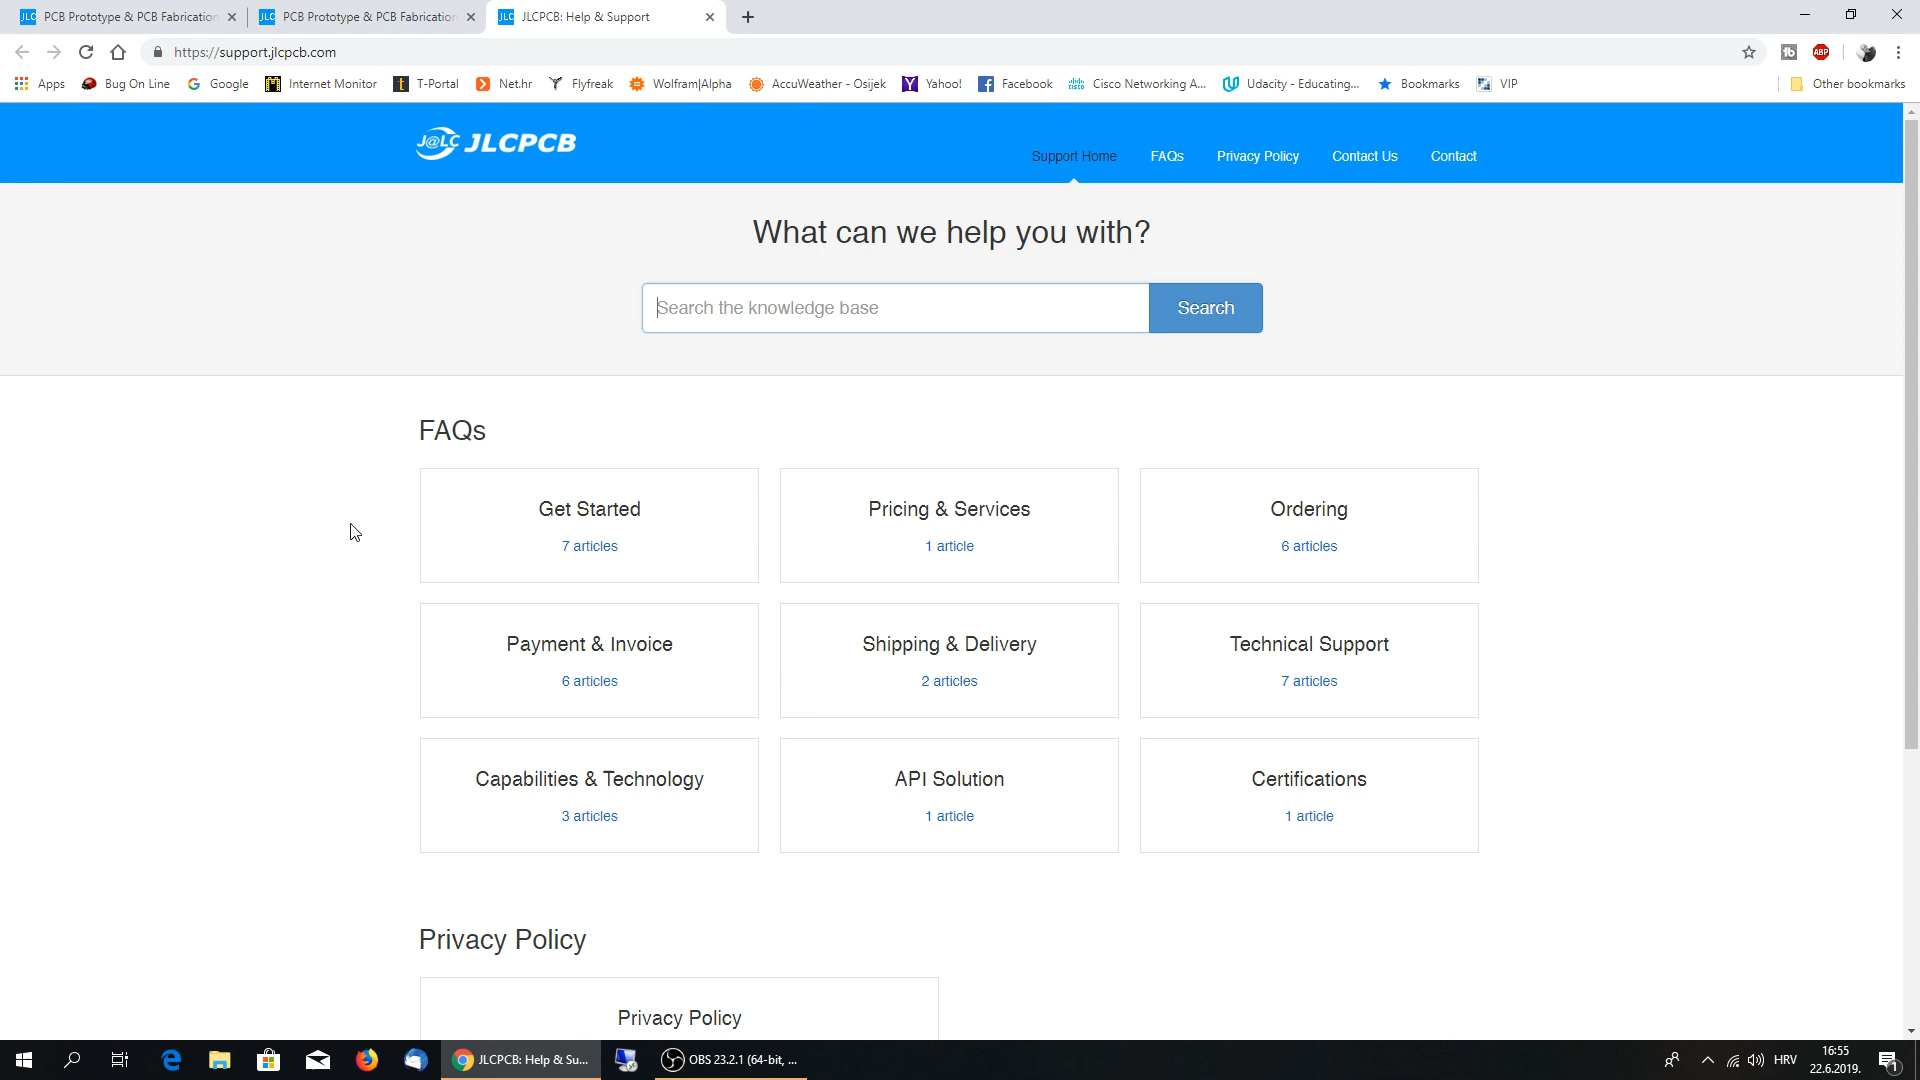 JLC PCB Prototype & PCB Fabrication
JLC PCB Prototype & PCB Fabrication
JLC JLCPCB: Help & Support
https://support.jlcpcb.com
ABP
Apps Bug On Line Google Internet Monitor T-Portal Net.hr Flyfreak Wolfram|Alpha AccuWeather - Osijek Yahoo! Facebook Cisco Networking A... Udacity - Educating... Bookmarks VIP Other bookmarks
J@LC JLCPCB
Support Home FAQs Privacy Policy Contact Us Contact
What can we help you with?
Search the knowledge base Search
FAQs
Get Started
7 articles
Pricing & Services
1 article
Ordering
6 articles
Payment & Invoice
6 articles
Shipping & Delivery
2 articles
Technical Support
7 articles
Capabilities & Technology
3 articles
API Solution
1 article
Certifications
1 article
Privacy Policy
Privacy Policy
JLCPCB: Help & Su...
OBS 23.2.1 (64-bit, ...
HRV
16:55
22.6.2019.
1